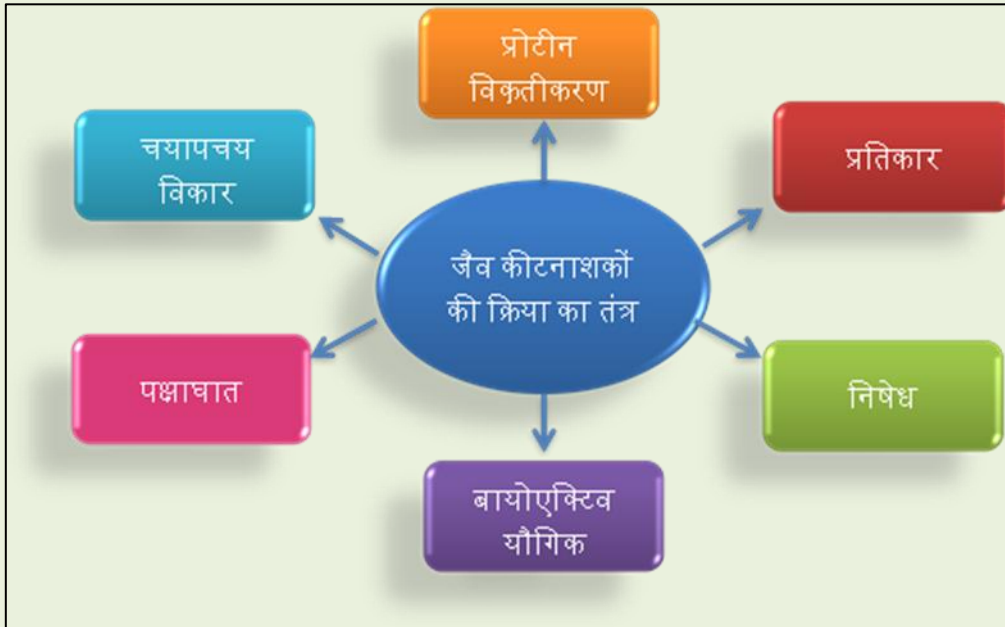 प्रोटीन
विकृतीकरण
चयापचय
विकार
प्रतिकार
जैव कीटनाशकों
की क्रिया का तंत्र
पक्षाघात
निषेध
बायोएक्टिव
यौगिक